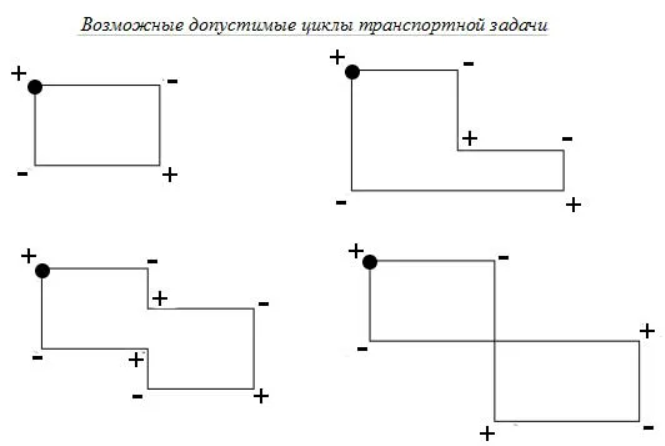 Возможные допустимые циклы транспортной задачи
+ - + -
+ -
- + - +
+ - + -
+ - +
- + - -
- + +